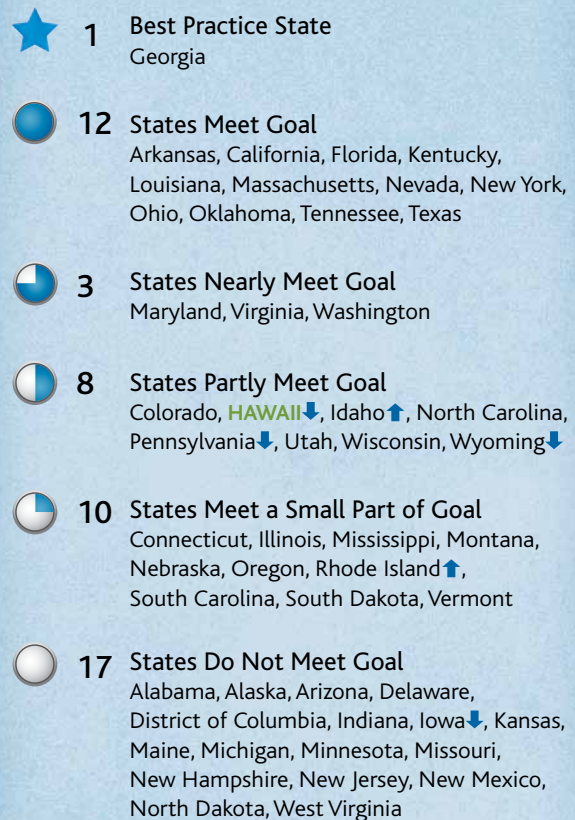 1 Best Practice State
Georgia
12 States Meet Goal
Arkansas, California, Florida, Kentucky,
Louisiana, Massachusetts, Nevada, New York,
Ohio, Oklahoma, Tennessee, Texas
3 States Nearly Meet Goal
Maryland, Virginia, Washington
8 States Partly Meet Goal
Colorado, HAWAII⬇, Idaho⬆, North Carolina,
Pennsylvania⬇, Utah, Wisconsin, Wyoming⬇
10 States Meet a Small Part of Goal
Connecticut, Illinois, Mississippi, Montana,
Nebraska, Oregon, Rhode Island⬆,
South Carolina, South Dakota, Vermont
17 States Do Not Meet Goal
Alabama, Alaska, Arizona, Delaware,
District of Columbia, Indiana, Iowa⬇, Kansas,
Maine, Michigan, Minnesota, Missouri,
New Hampshire, New Jersey, New Mexico,
North Dakota, West Virginia